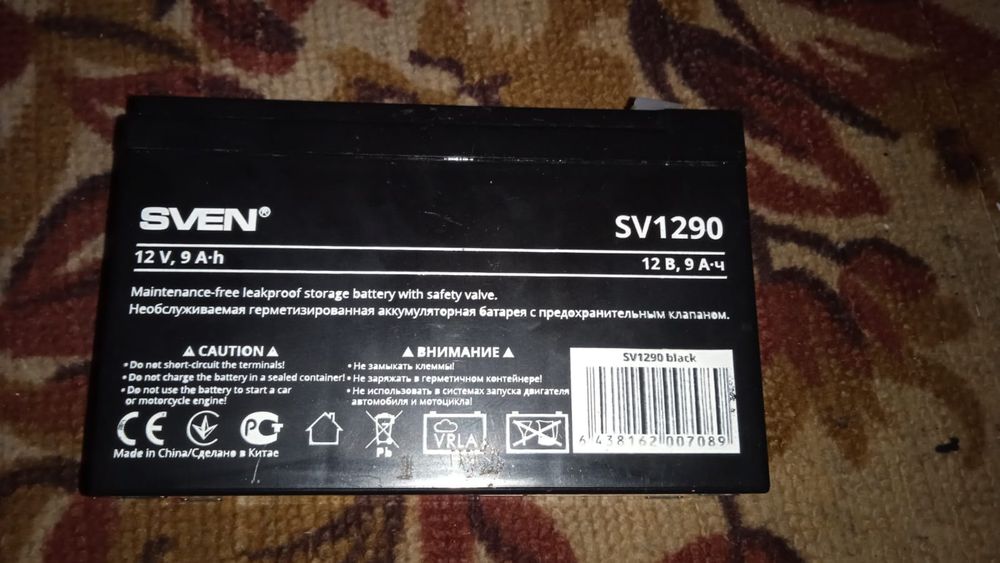 SVEN®
SV1290
12 V, 9 A·h
12 В, 9 А·ч
Maintenance-free leakproof storage battery with safety valve.
Необслуживаемая герметизированная аккумуляторная батарея с предохранительным клапаном.
CAUTION
• Do not short-circuit the terminals!
• Do not charge the battery in a sealed container!
• Do not use the battery to start a car
or motorcycle engine!
ВНИМАНИЕ
• Не замыкать клеммы!
• Не заряжать в герметичном контейнере!
• Не использовать в системах запуска двигателя
автомобиля и мотоцикла!
SV1290 black
6 438162 007089
CE
РСТ
Pb
VRLA
Made in China/Сделано в Китае